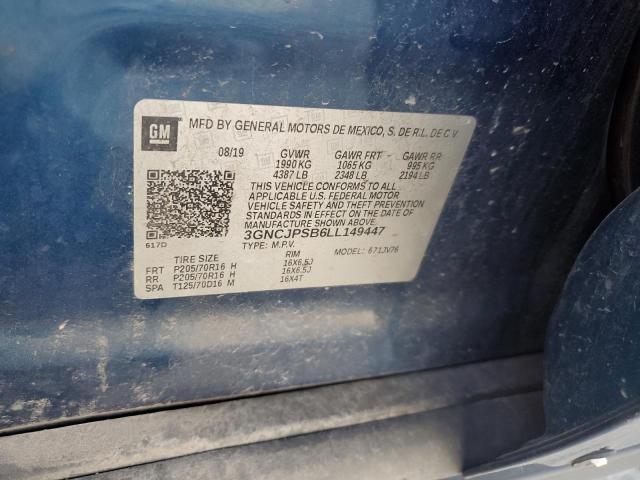 GM
MFD BY GENERAL MOTORS DE MEXICO, S. DE R.L. DE C.V.
08/19 GVWR GAWR FRT GAWR RR
1990 KG 1065 KG 995 KG
4387 LB 2348 LB 2194 LB
THIS VEHICLE CONFORMS TO ALL
APPLICABLE U.S. FEDERAL MOTOR
VEHICLE SAFETY AND THEFT PREVENTION
STANDARDS IN EFFECT ON THE DATE OF
MANUFACTURE SHOWN ABOVE.
3GNCJPSB6LL149447
617D TYPE: M.P.V. MODEL: 671JV76
TIRE SIZE RIM
FRT P205/70R16 H 16X6.5J
RR P205/70R16 H 16X6.5J
SPA T125/70D16 M 16X4T